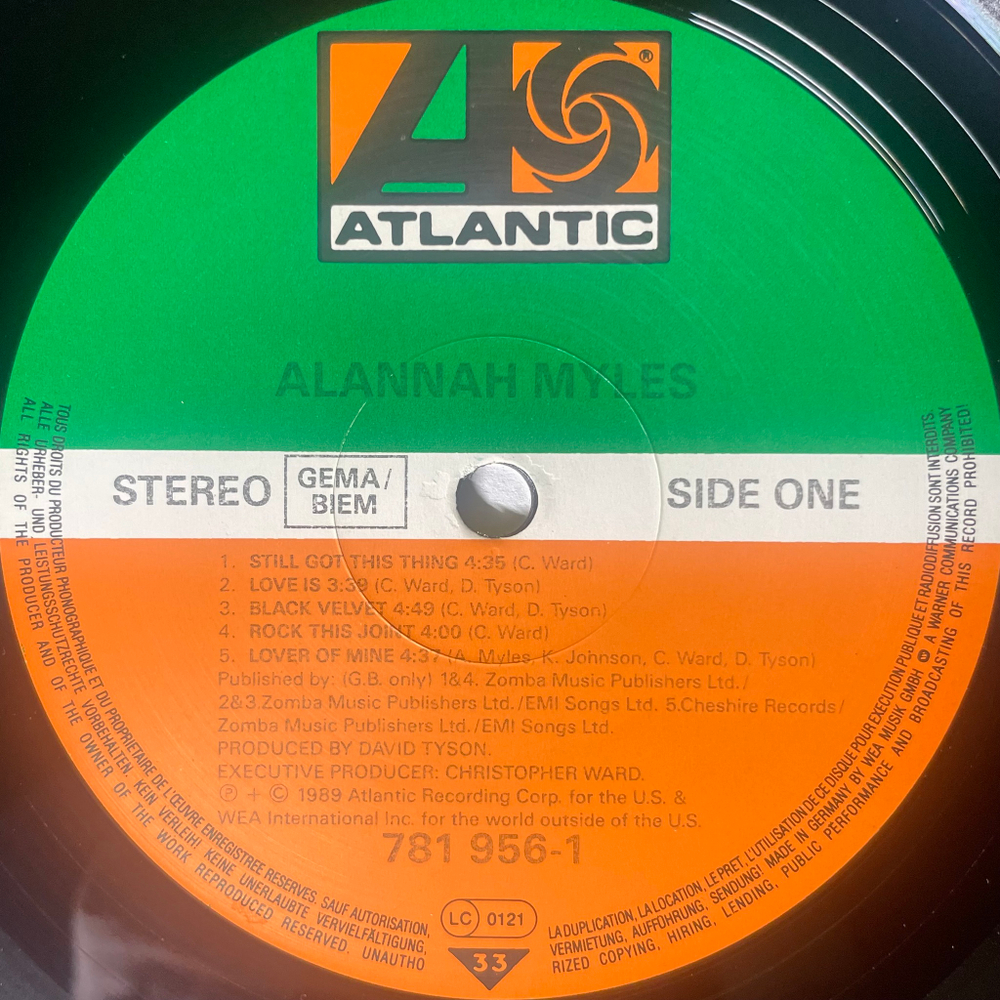 ®
ATLANTIC
ALANNAH MYLES
STEREO
GEMA/
BIEM
SIDE ONE
1. STILL GOT THIS THING 4:35 (C. Ward)
2. LOVE IS 3:39 (C. Ward, D. Tyson)
3. BLACK VELVET 4:49 (C. Ward, D. Tyson)
4. ROCK THIS JOINT 4:00 (C. Ward)
5. LOVER OF MINE 4:37 (A. Myles, K. Johnson, C. Ward, D. Tyson)
Published by: (G.B. only) 1&4. Zomba Music Publishers Ltd./
2&3.Zomba Music Publishers Ltd./EMI Songs Ltd. 5.Cheshire Records/
Zomba Music Publishers Ltd./EMI Songs Ltd.
PRODUCED BY DAVID TYSON.
EXECUTIVE PRODUCER: CHRISTOPHER WARD.
Ⓟ + © 1989 Atlantic Recording Corp. for the U.S. &
WEA International Inc. for the world outside of the U.S.
781 956-1
LC 0121
33
TOUS DROITS DU PRODUCTEUR PHONOGRAPHIQUE ET DU PROPRIETAIRE DE L'ŒUVRE ENREGISTREE RESERVES. SAUF AUTORISATION,
ALLE URHEBER- UND LEISTUNGSSCHUTZRECHTE VORBEHALTEN. KEIN VERLEIH! KEINE UNERLAUBTE VERVIELFÄLTIGUNG,
ALL RIGHTS OF THE PRODUCER AND OF THE OWNER OF THE WORK REPRODUCED RESERVED. UNAUTHO
LA DUPLICATION, LA LOCATION, LE PRET, L'UTILISATION DE CE DISQUE POUR EXECUTION PUBLIQUE ET RADIODIFFUSION SONT INTERDITS.
VERMIETUNG, AUFFÜHRUNG, SENDUNG! MADE IN GERMANY BY WEA MUSIK GMBH A WARNER COMMUNICATIONS COMPANY
RIZED COPYING, HIRING, LENDING, PUBLIC PERFORMANCE AND BROADCASTING OF THIS RECORD PROHIBITED!